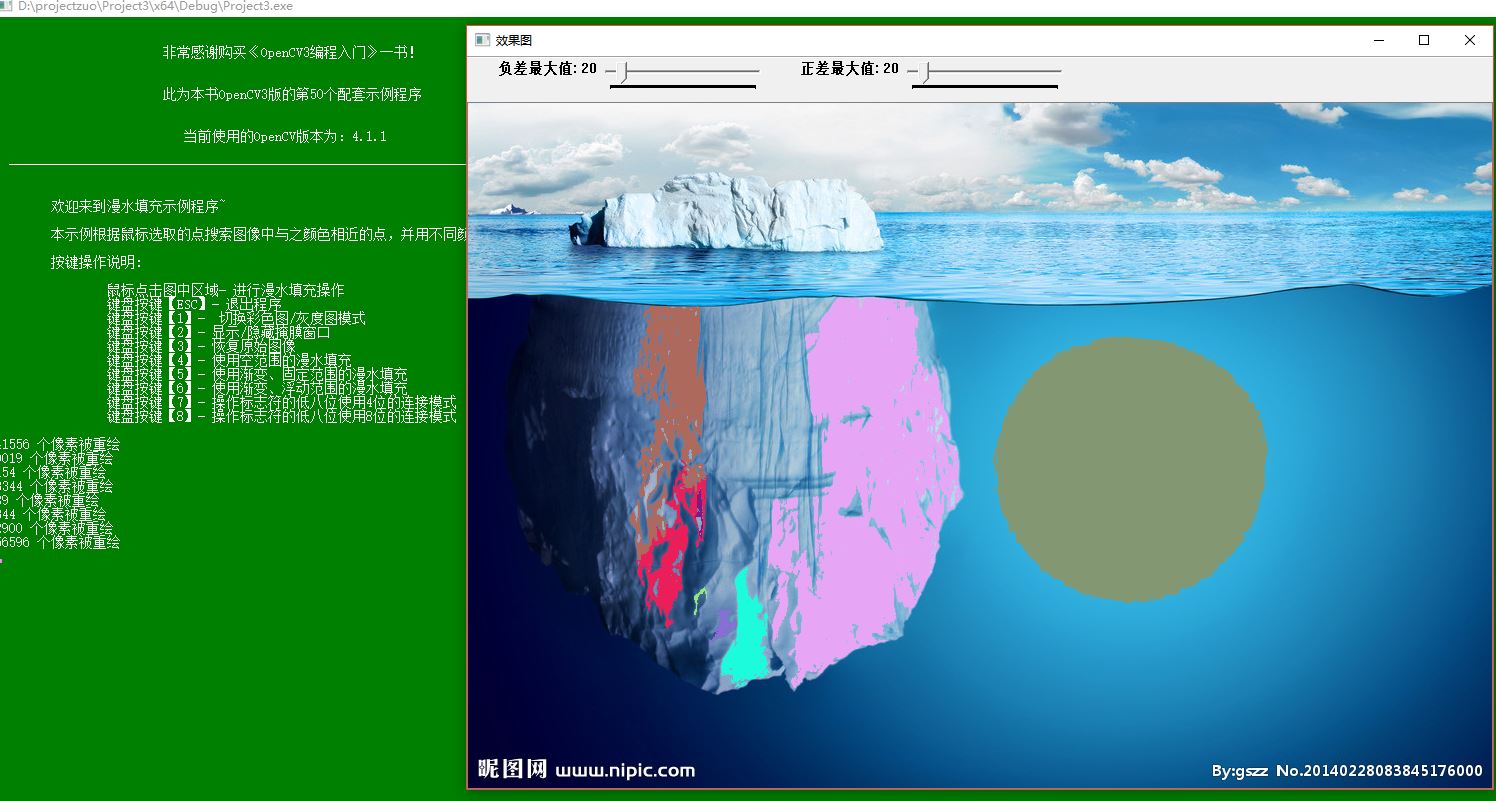 D:\projectzuo\Project3\x64\Debug\Project3.exe
非常感谢购买《OpenCV3编程入门》一书！
此为本书OpenCV3版的第50个配套示例程序
当前使用的OpenCV版本为：4.1.1
欢迎来到漫水填充示例程序~
本示例根据鼠标选取的点搜索图像中与之颜色相近的点，并用不同颜
按键操作说明:
鼠标点击图中区域- 进行漫水填充操作
键盘按键【ESC】- 退出程序
键盘按键【1】-  切换彩色图/灰度图模式
键盘按键【2】- 显示/隐藏掩膜窗口
键盘按键【3】- 恢复原始图像
键盘按键【4】- 使用空范围的漫水填充
键盘按键【5】- 使用渐变、固定范围的漫水填充
键盘按键【6】- 使用渐变、浮动范围的漫水填充
键盘按键【7】- 操作标志符的低八位使用4位的连接模式
键盘按键【8】- 操作标志符的低八位使用8位的连接模式
1556 个像素被重绘
019 个像素被重绘
154 个像素被重绘
344 个像素被重绘
9 个像素被重绘
344 个像素被重绘
2900 个像素被重绘
6596 个像素被重绘
效果图
负差最大值: 20
正差最大值: 20
昵图网 www.nipic.com
By:gszz No.20140228083845176000